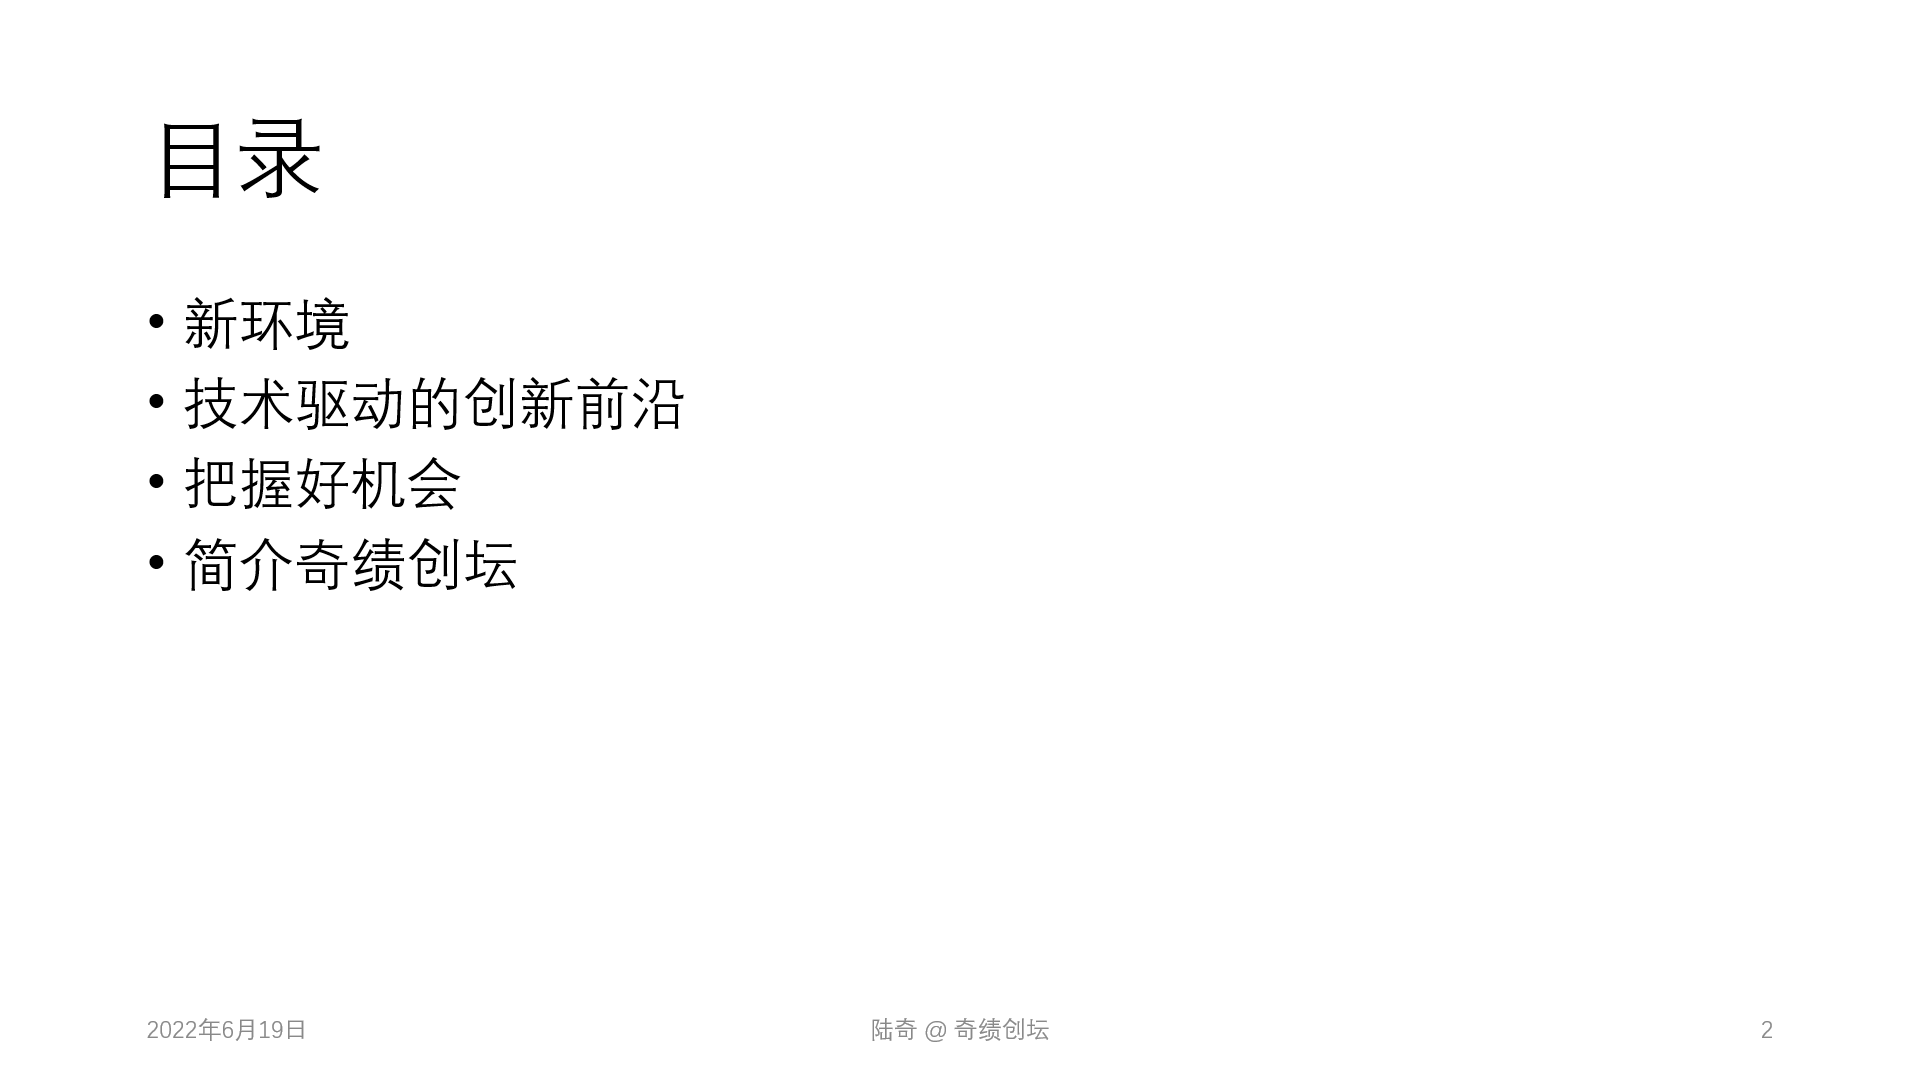 目录
• 新环境
• 技术驱动的创新前沿
• 把握好机会
• 简介奇绩创坛
2022年6月19日
陆奇 @ 奇绩创坛
2